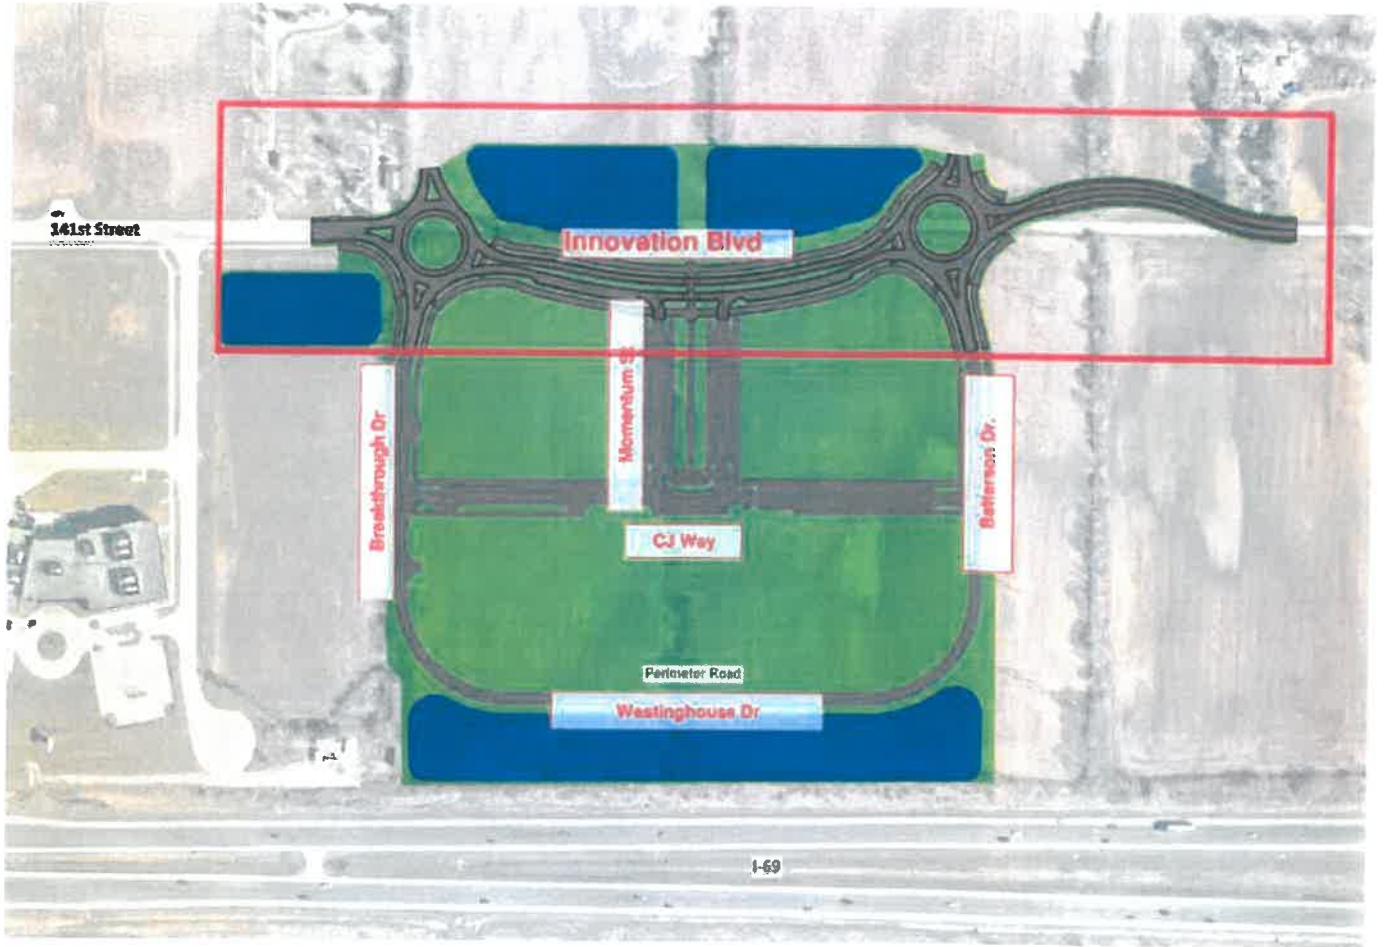 141st Street
Innovation Blvd
Momentum St
Breakthrough Dr
Batterson Dr.
CJ Way
Perimeter Road
Westinghouse Dr
I-69